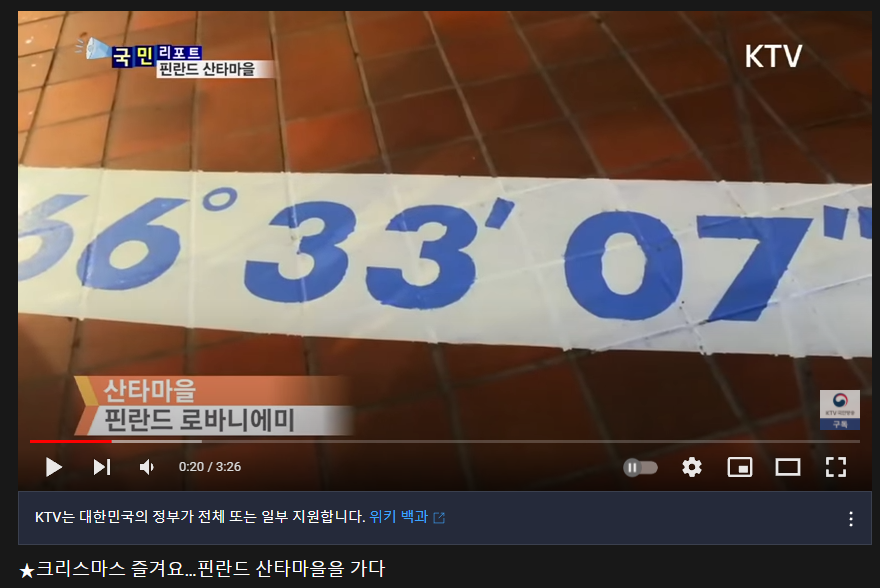 국민 리포트
핀란드 산타마을
KTV
66° 33' 07"
산타마을
핀란드 로바니에미
KTV 국민방송
구독
0:20 / 3:26
KTV는 대한민국의 정부가 전체 또는 일부 지원합니다. 위키 백과
★크리스마스 즐겨요...핀란드 산타마을을 가다